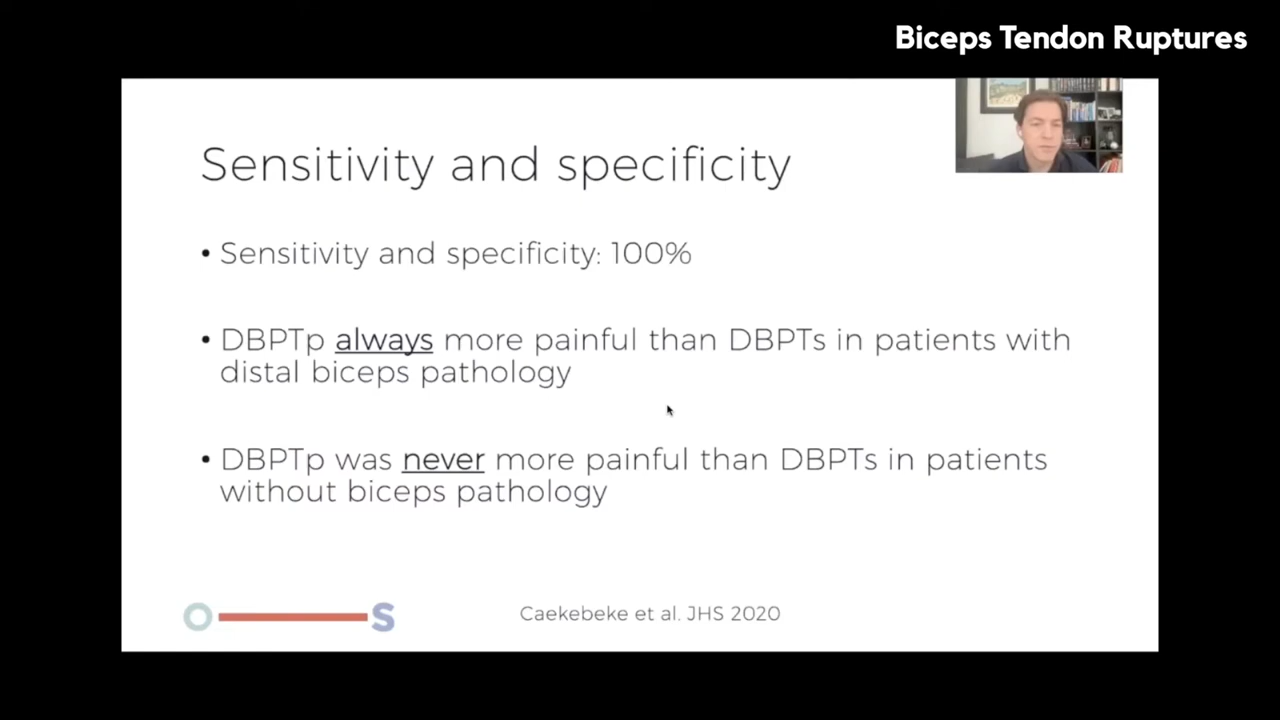 Biceps Tendon Ruptures
Sensitivity and specificity
• Sensitivity and specificity: 100%
• DBPTp always more painful than DBPTs in patients with
distal biceps pathology
• DBPTp was never more painful than DBPTs in patients
without biceps pathology
O S
Caekebeke et al. JHS 2020